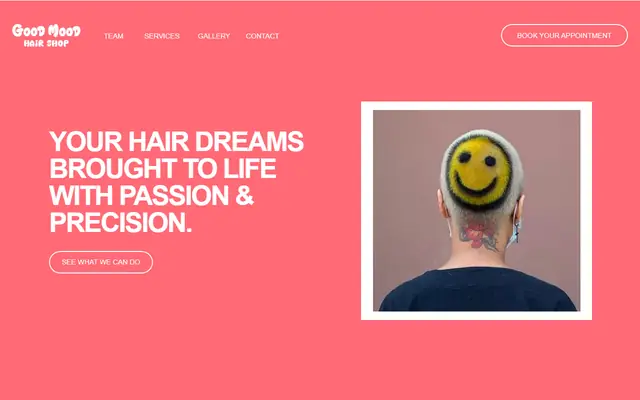 GOOD MOOD
HAIR SHOP
TEAM
SERVICES
GALLERY
CONTACT
BOOK YOUR APPOINTMENT
YOUR HAIR DREAMS
BROUGHT TO LIFE
WITH PASSION &
PRECISION.
SEE WHAT WE CAN DO